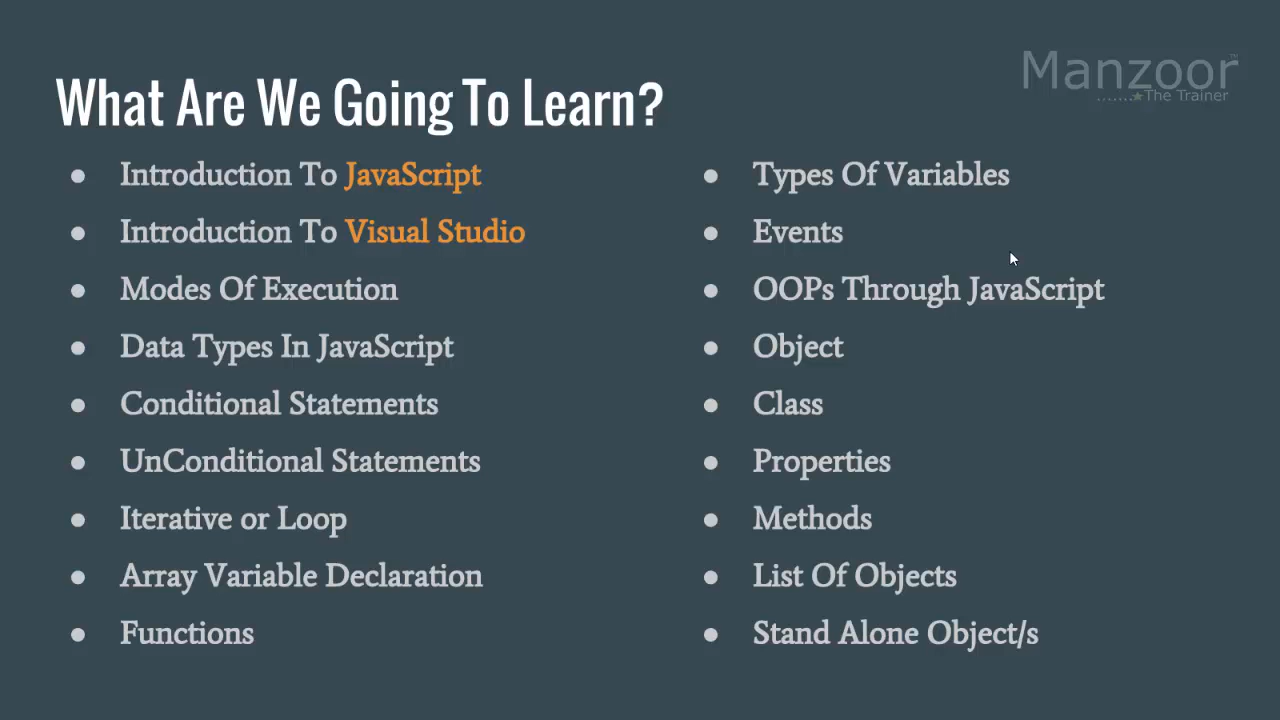 Manzoor™
.......★The Trainer
What Are We Going To Learn?
● Introduction To JavaScript
● Introduction To Visual Studio
● Modes Of Execution
● Data Types In JavaScript
● Conditional Statements
● UnConditional Statements
● Iterative or Loop
● Array Variable Declaration
● Functions
● Types Of Variables
● Events
● OOPs Through JavaScript
● Object
● Class
● Properties
● Methods
● List Of Objects
● Stand Alone Object/s